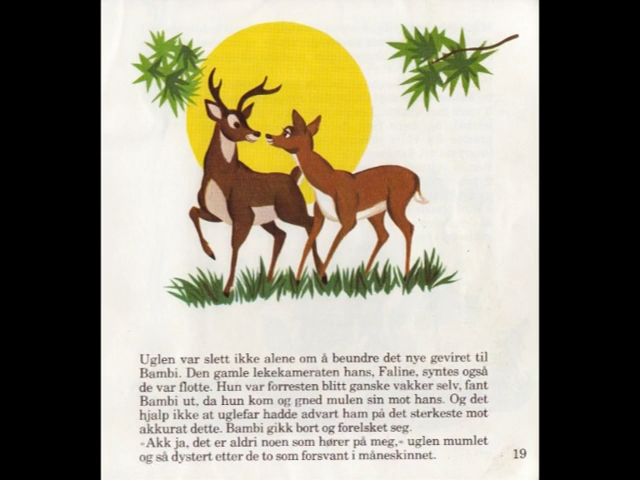 Uglen var slett ikke alene om å beundre det nye geviret til
Bambi. Den gamle lekekameraten hans, Faline, syntes også
de var flotte. Hun var forresten blitt ganske vakker selv, fant
Bambi ut, da hun kom og gned mulen sin mot hans. Og det
hjalp ikke at uglefar hadde advart ham på det sterkeste mot
akkurat dette. Bambi gikk bort og forelsket seg.
«Akk ja, det er aldri noen som hører på meg,» uglen mumlet
og så dystert etter de to som forsvant i måneskinnet.
19